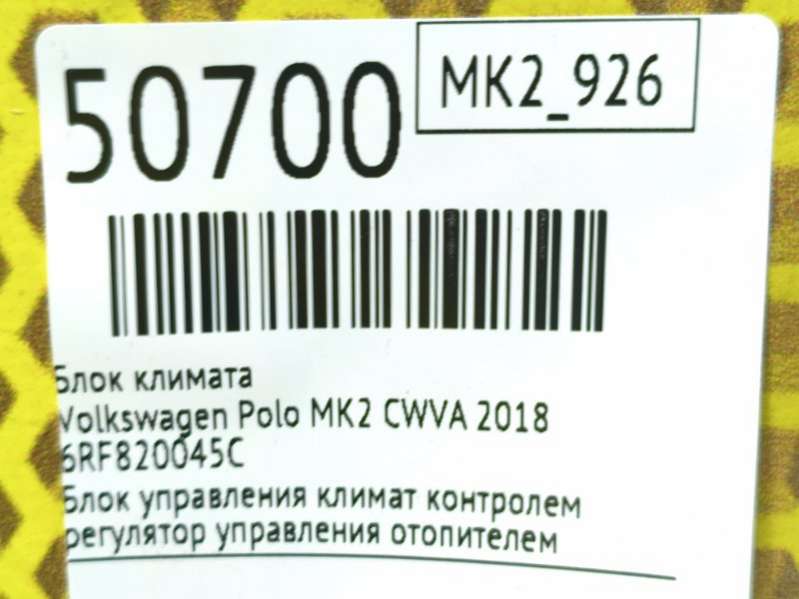 50700
MK2_926
Блок климата
Volkswagen Polo MK2 CWVA 2018
6RF820045C
Блок управления климат контролем
регулятор управления отопителем